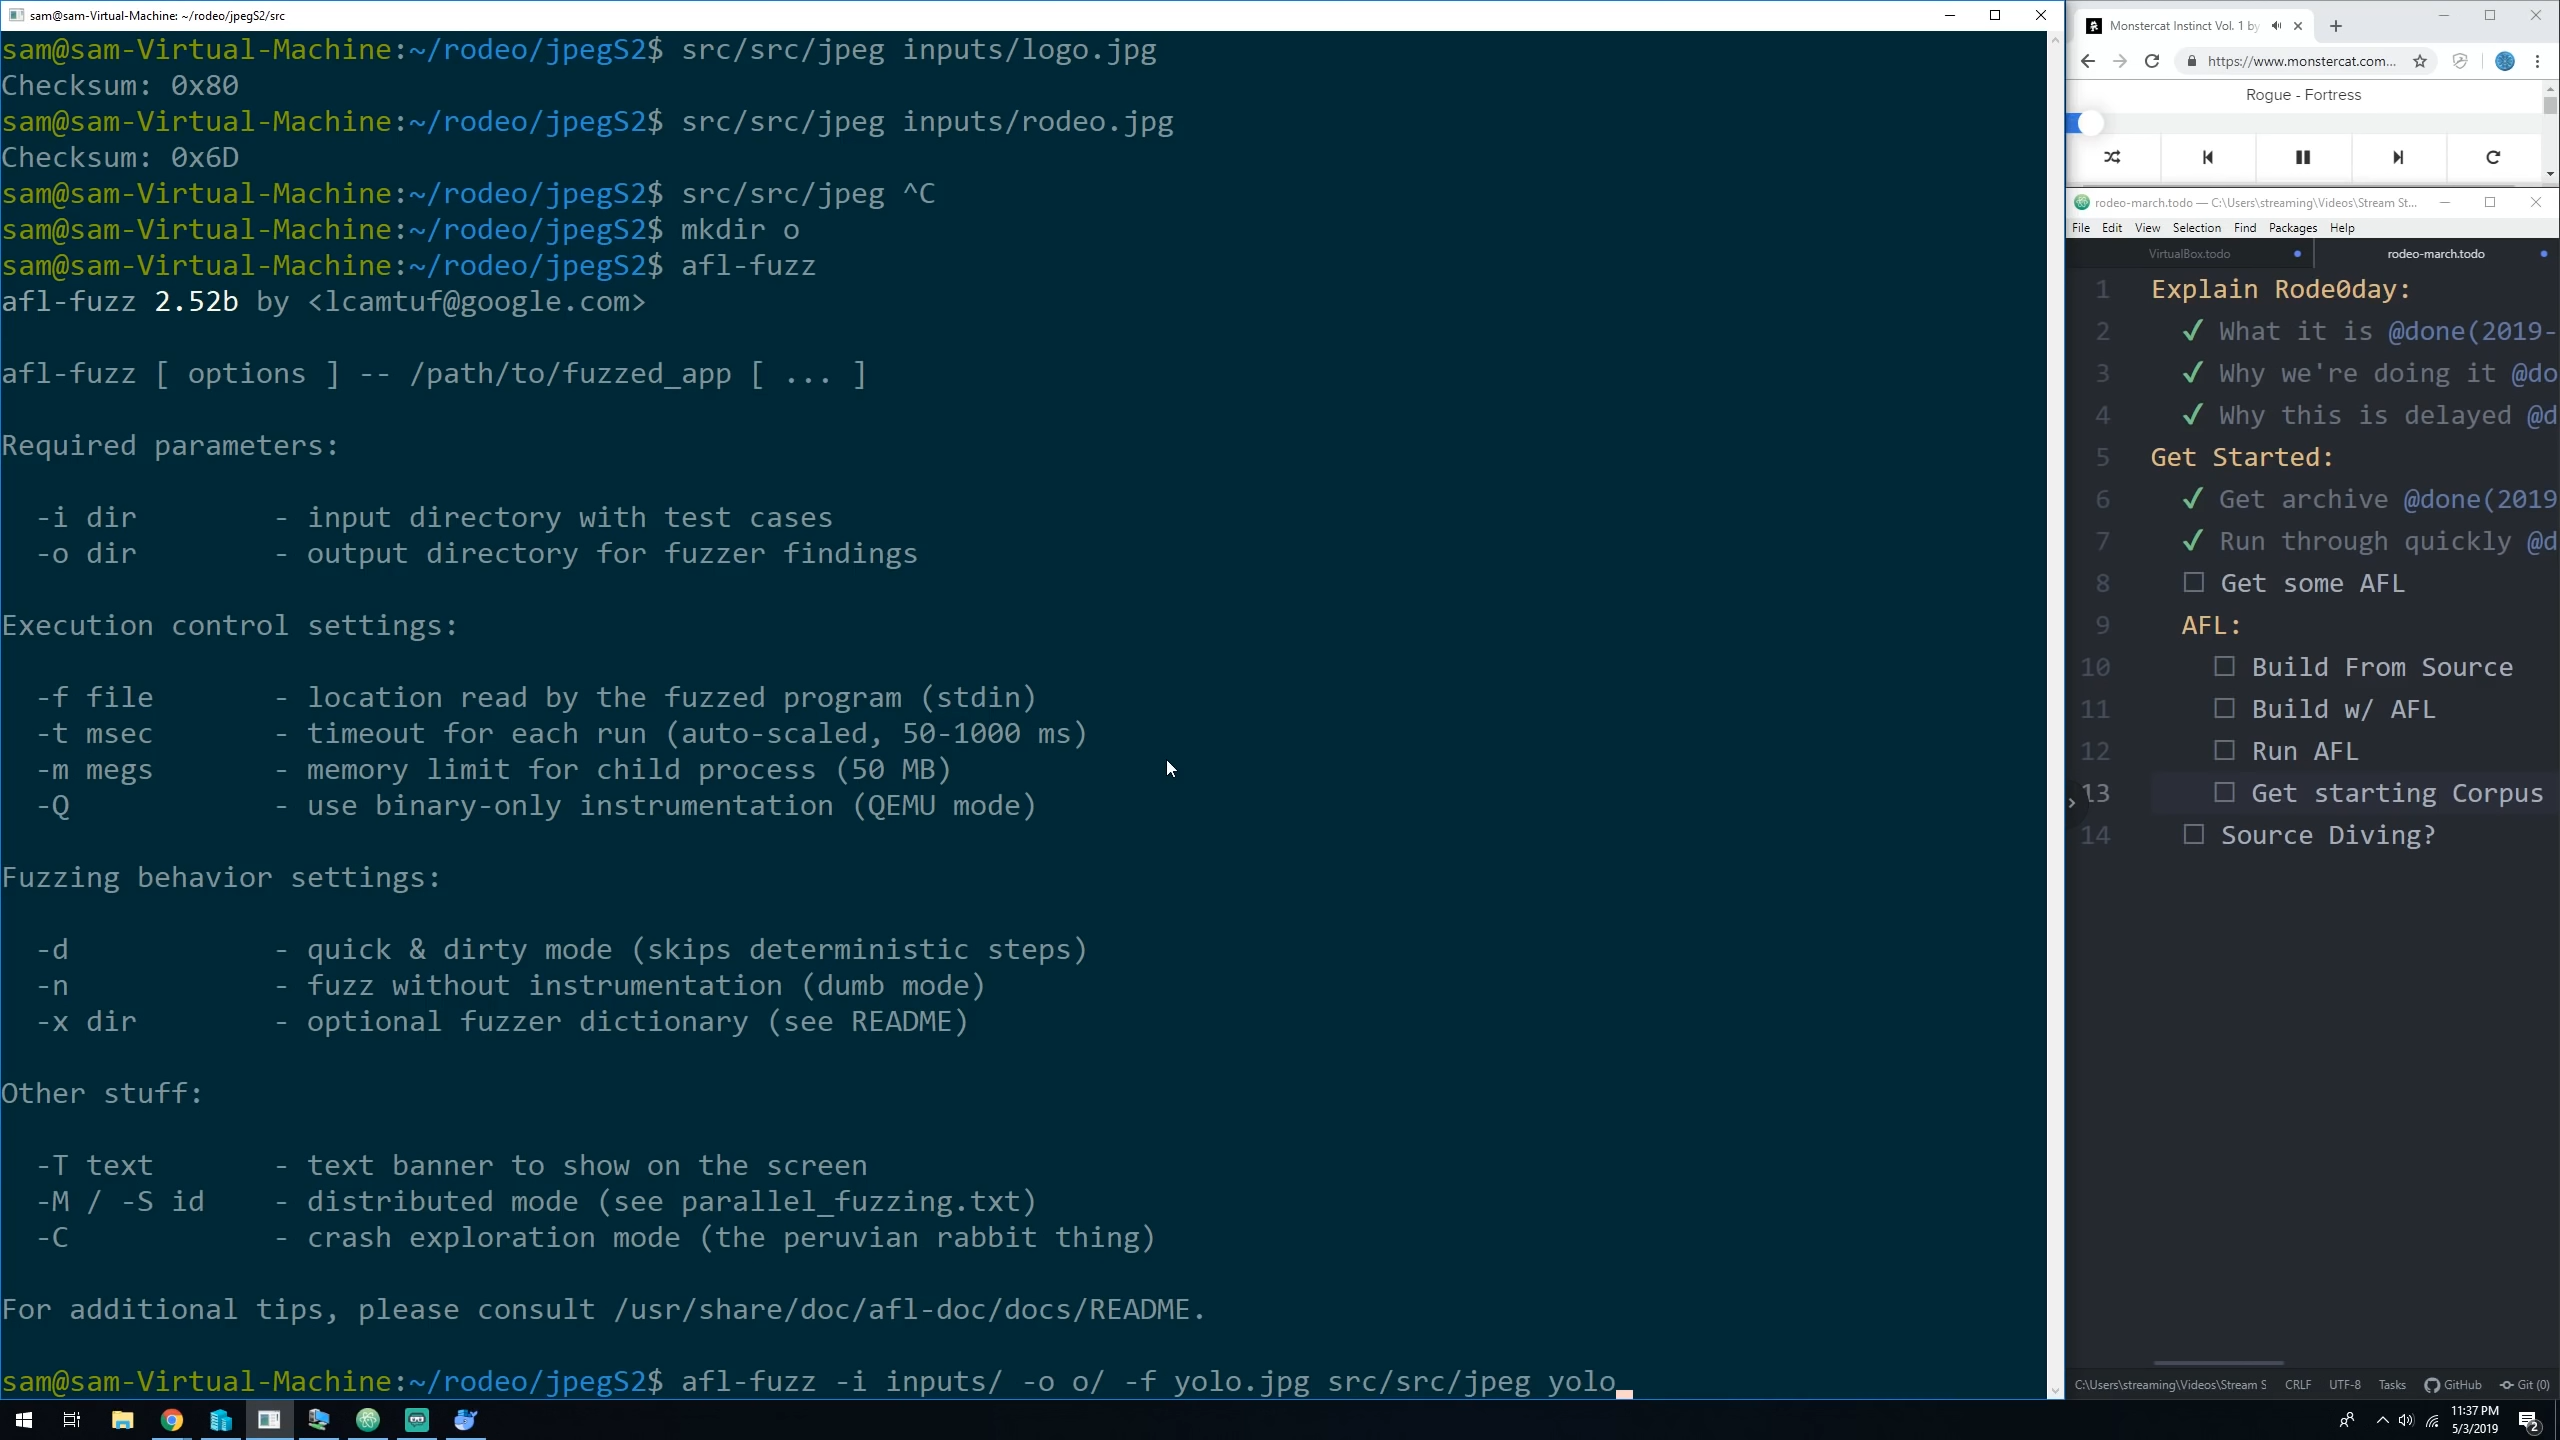 sam@sam-Virtual-Machine: ~/rodeo/jpegS2/src
sam@sam-Virtual-Machine:~/rodeo/jpegS2$ src/src/jpeg inputs/logo.jpg
Checksum: 0x80
sam@sam-Virtual-Machine:~/rodeo/jpegS2$ src/src/jpeg inputs/rodeo.jpg
Checksum: 0x6D
sam@sam-Virtual-Machine:~/rodeo/jpegS2$ src/src/jpeg ^C
sam@sam-Virtual-Machine:~/rodeo/jpegS2$ mkdir o
sam@sam-Virtual-Machine:~/rodeo/jpegS2$ afl-fuzz
afl-fuzz 2.52b by <lcamtuf@google.com>
afl-fuzz [ options ] -- /path/to/fuzzed_app [ ... ]
Required parameters:
-i dir - input directory with test cases
-o dir - output directory for fuzzer findings
Execution control settings:
-f file - location read by the fuzzed program (stdin)
-t msec - timeout for each run (auto-scaled, 50-1000 ms)
-m megs - memory limit for child process (50 MB)
-Q - use binary-only instrumentation (QEMU mode)
Fuzzing behavior settings:
-d - quick & dirty mode (skips deterministic steps)
-n - fuzz without instrumentation (dumb mode)
-x dir - optional fuzzer dictionary (see README)
Other stuff:
-T text - text banner to show on the screen
-M / -S id - distributed mode (see parallel_fuzzing.txt)
-C - crash exploration mode (the peruvian rabbit thing)
For additional tips, please consult /usr/share/doc/afl-doc/docs/README.
sam@sam-Virtual-Machine:~/rodeo/jpegS2$ afl-fuzz -i inputs/ -o o/ -f yolo.jpg src/src/jpeg yolo
Monstercat Instinct Vol. 1 by
https://www.monstercat.com...
Rogue - Fortress
rodeo-march.todo — C:\Users\streaming\Videos\Stream St...
File Edit View Selection Find Packages Help
VirtualBox.todo rodeo-march.todo
1 Explain Rode0day:
2 ✓ What it is @done(2019-
3 ✓ Why we're doing it @do
4 ✓ Why this is delayed @d
5 Get Started:
6 ✓ Get archive @done(2019
7 ✓ Run through quickly @d
8 ☐ Get some AFL
9 AFL:
10 ☐ Build From Source
11 ☐ Build w/ AFL
12 ☐ Run AFL
13 ☐ Get starting Corpus
14 ☐ Source Diving?
C:\Users\streaming\Videos\Stream S CRLF UTF-8 Tasks GitHub Git (0)
11:37 PM
5/3/2019
2